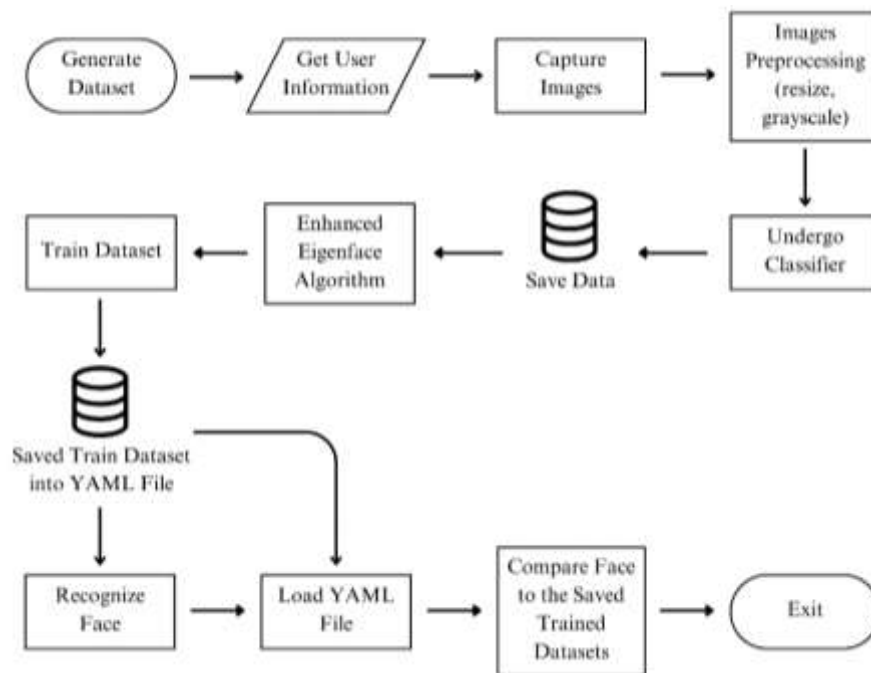 Generate
Dataset
Get User
Information
Capture
Images
Images
Preprocessing
(resize,
grayscale)
Undergo
Classifier
Save Data
Enhanced
Eigenface
Algorithm
Train Dataset
Saved Train Dataset
into YAML File
Recognize
Face
Load YAML
File
Compare Face
to the Saved
Trained
Datasets
Exit